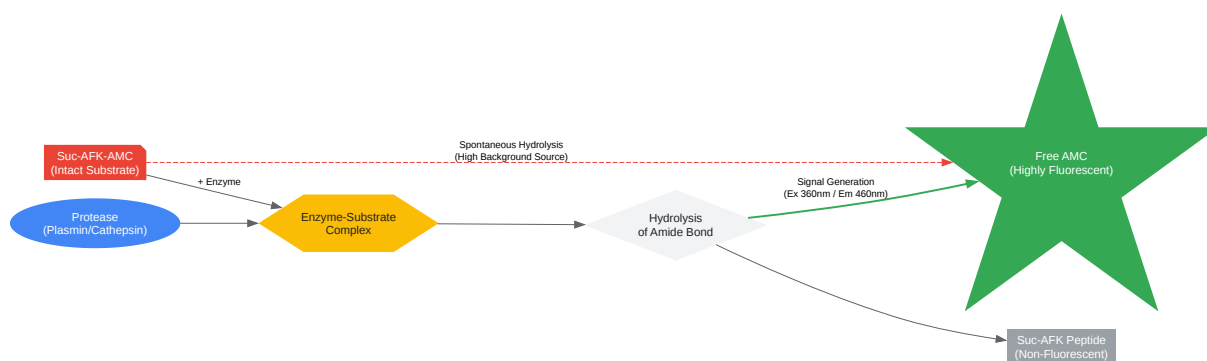 Suc-AFK-AMC
(Intact Substrate)
+ Enzyme
Protease
(Plasmin/Cathepsin)
Enzyme-Substrate
Complex
Spontaneous Hydrolysis
(High Background Source)
Hydrolysis
of Amide Bond
Signal Generation
(Ex 360nm / Em 460nm)
Free AMC
(Highly Fluorescent)
Suc-AFK Peptide
(Non-Fluorescent)